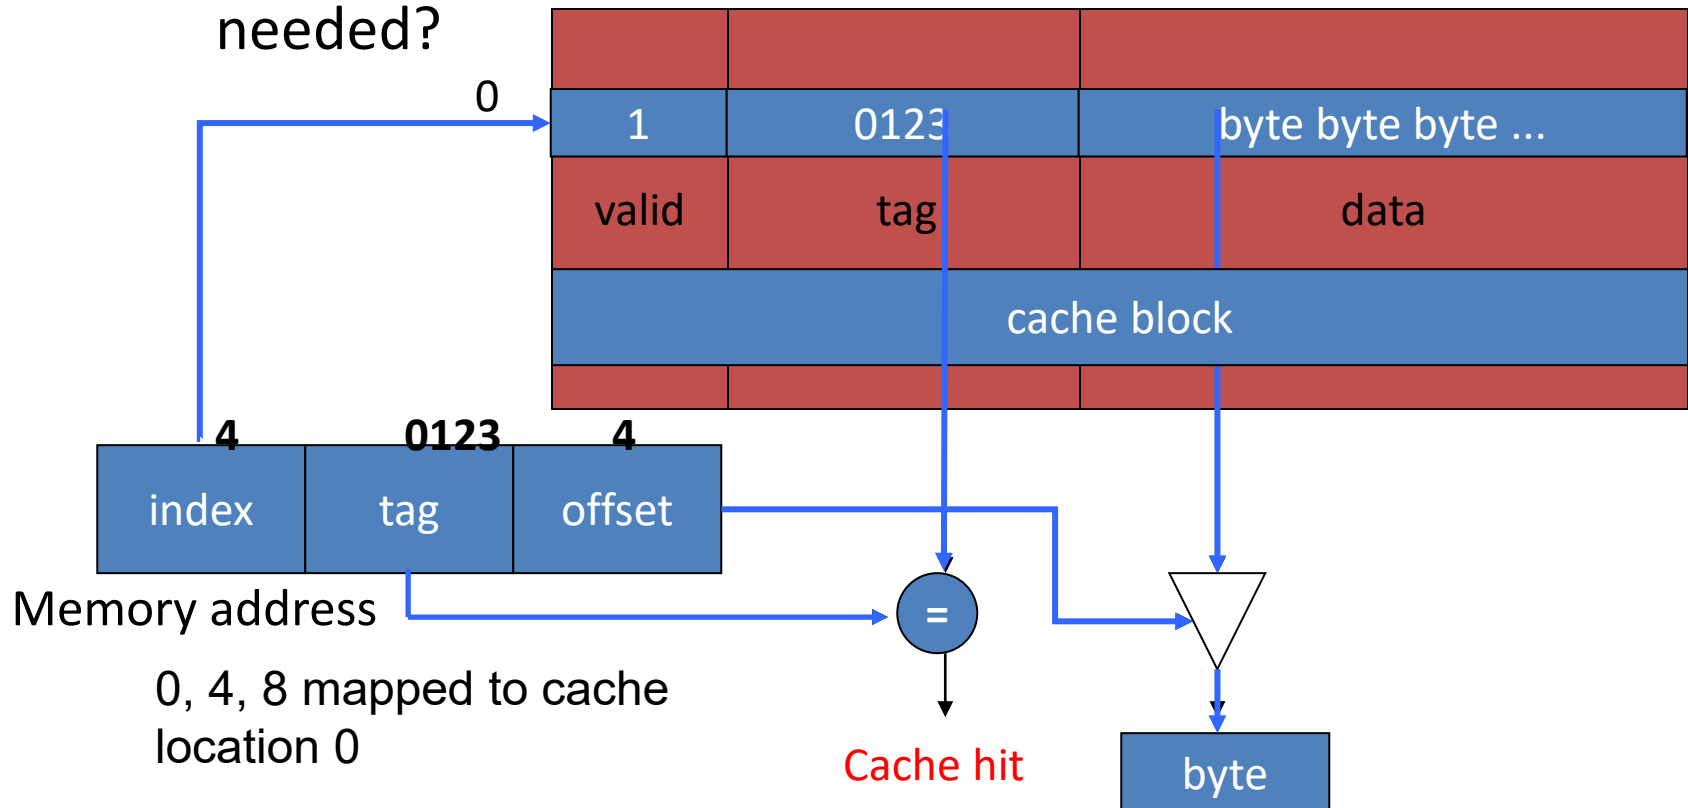 needed?
0
1 0123 byte byte byte ...
valid tag data
cache block
4 0123 4
index tag offset
Memory address
=
0, 4, 8 mapped to cache
location 0
Cache hit
byte